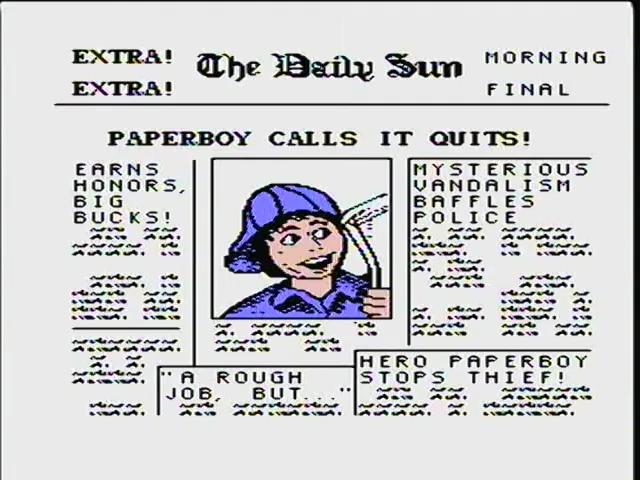 EXTRA! The Daily Sun MORNING
EXTRA! FINAL
PAPERBOY CALLS IT QUITS!
EARNS
HONORS,
BIG
BUCKS!
MYSTERIOUS
VANDALISM
BAFFLES
POLICE
"A ROUGH
JOB, BUT..."
HERO PAPERBOY
STOPS THIEF!